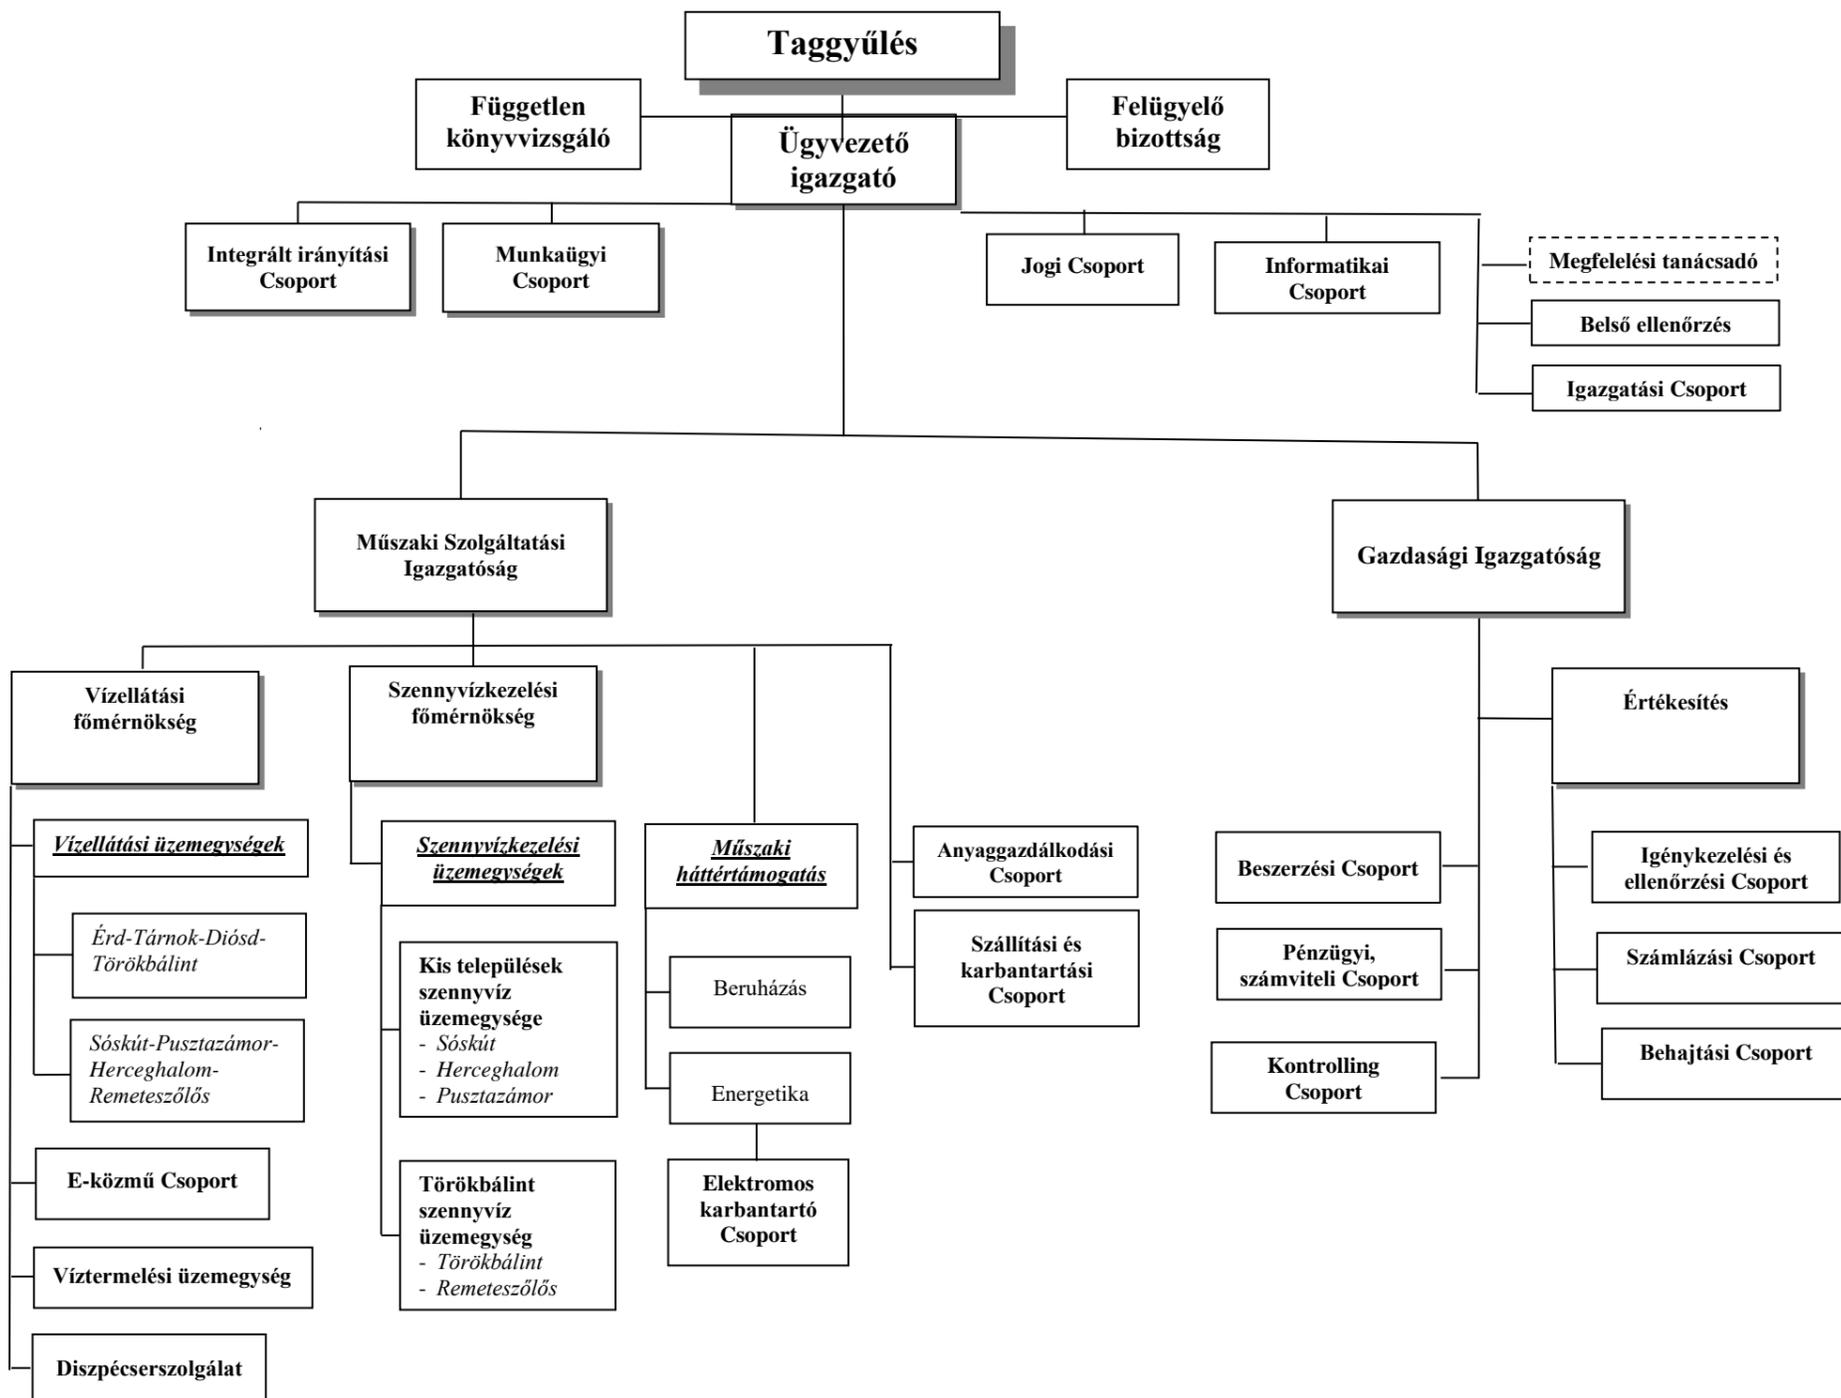 Taggyűlés
Független
könyvvizsgáló
Felügyelő
bizottság
Ügyvezető
igazgató
Integrált irányítási
Csoport
Munkaügyi
Csoport
Jogi Csoport
Informatikai
Csoport
Megfelelési tanácsadó
Belső ellenőrzés
Igazgatási Csoport
Műszaki Szolgáltatási
Igazgatóság
Gazdasági Igazgatóság
Vízellátási
főmérnökség
Szennyvízkezelési
főmérnökség
Értékesítés
Vízellátási üzemegységek
Érd-Tárnok-Diósd-
Törökbálint
Sóskút-Pusztazámor-
Herceghalom-
Remeteszőlős
E-közmű Csoport
Víztermelési üzemegység
Diszpécserszolgálat
Szennyvízkezelési
üzemegységek
Kis települések
szennyvíz
üzemegysége
- Sóskút
- Herceghalom
- Pusztazámor
Törökbálint
szennyvíz
üzemegység
- Törökbálint
- Remeteszőlős
Műszaki
háttértámogatás
Beruházás
Energetika
Elektromos
karbantartó
Csoport
Anyaggazdálkodási
Csoport
Szállítási és
karbantartási
Csoport
Beszerzési Csoport
Pénzügyi,
számviteli Csoport
Kontrolling
Csoport
Igénykezelési és
ellenőrzési Csoport
Számlázási Csoport
Behajtási Csoport